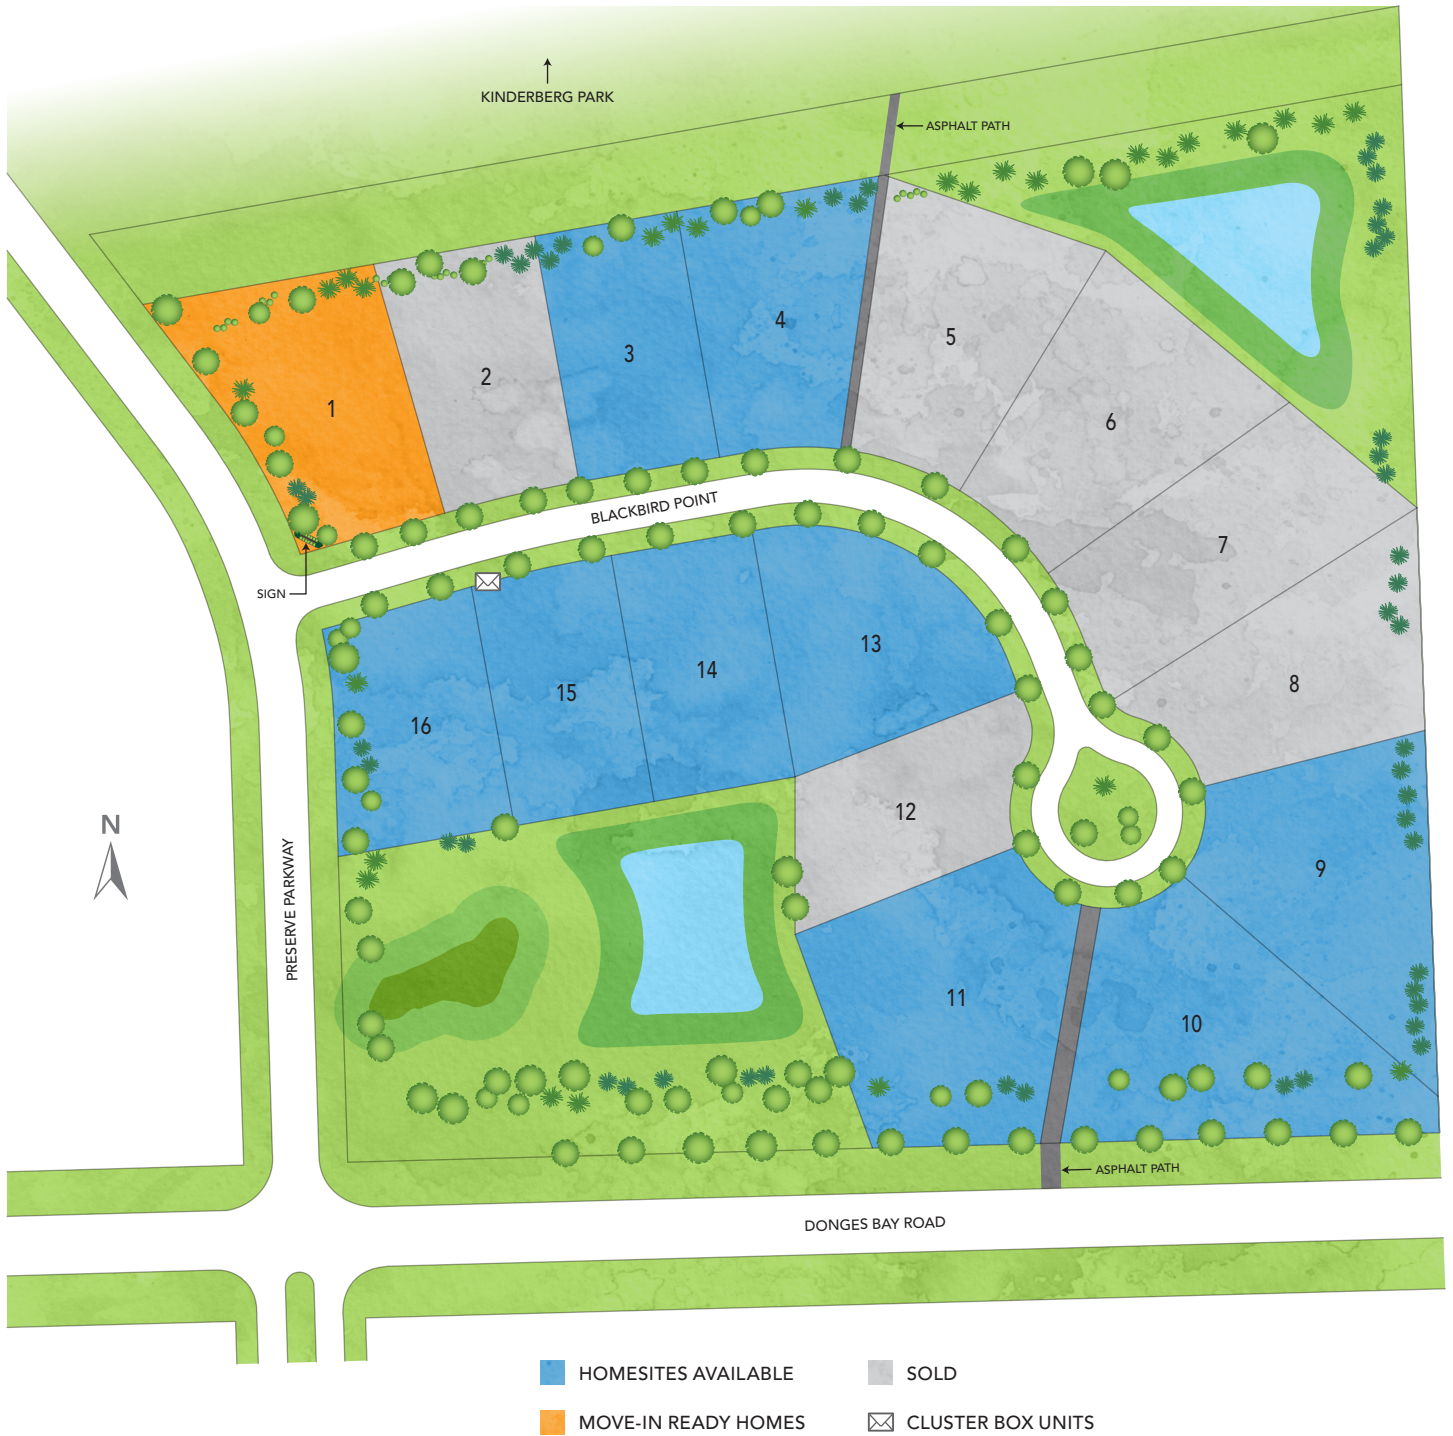 KINDERBERG PARK
ASPHALT PATH
1
2
3
4
5
6
7
8
9
10
11
12
13
14
15
16
BLACKBIRD POINT
SIGN
PRESERVE PARKWAY
N
ASPHALT PATH
DONGES BAY ROAD
HOMESITES AVAILABLE
SOLD
MOVE-IN READY HOMES
CLUSTER BOX UNITS